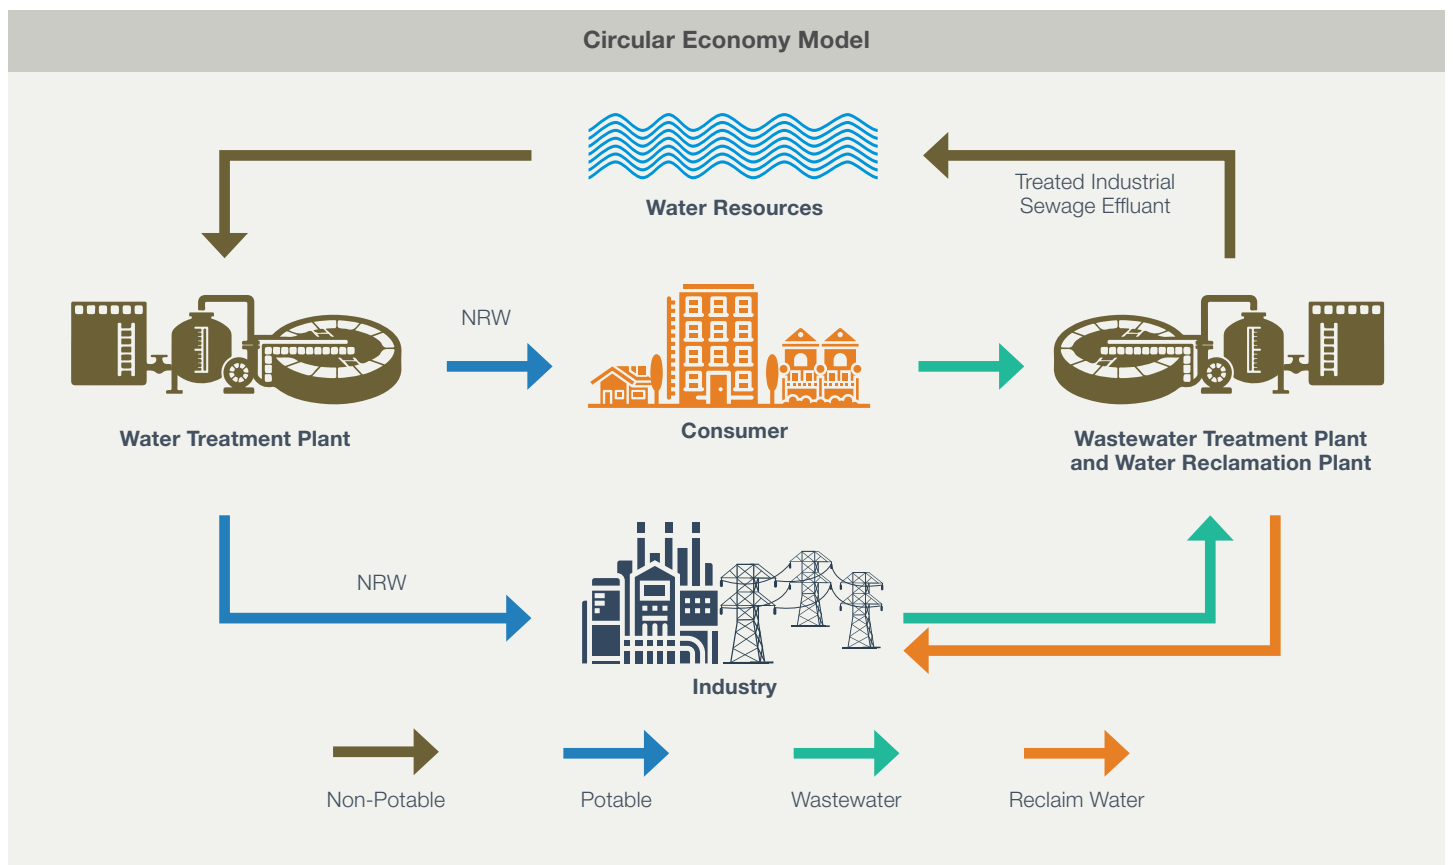 Circular Economy Model
Water Resources
Treated Industrial
Sewage Effluant
NRW
Water Treatment Plant
Consumer
Wastewater Treatment Plant
and Water Reclamation Plant
NRW
Industry
Non-Potable
Potable
Wastewater
Reclaim Water